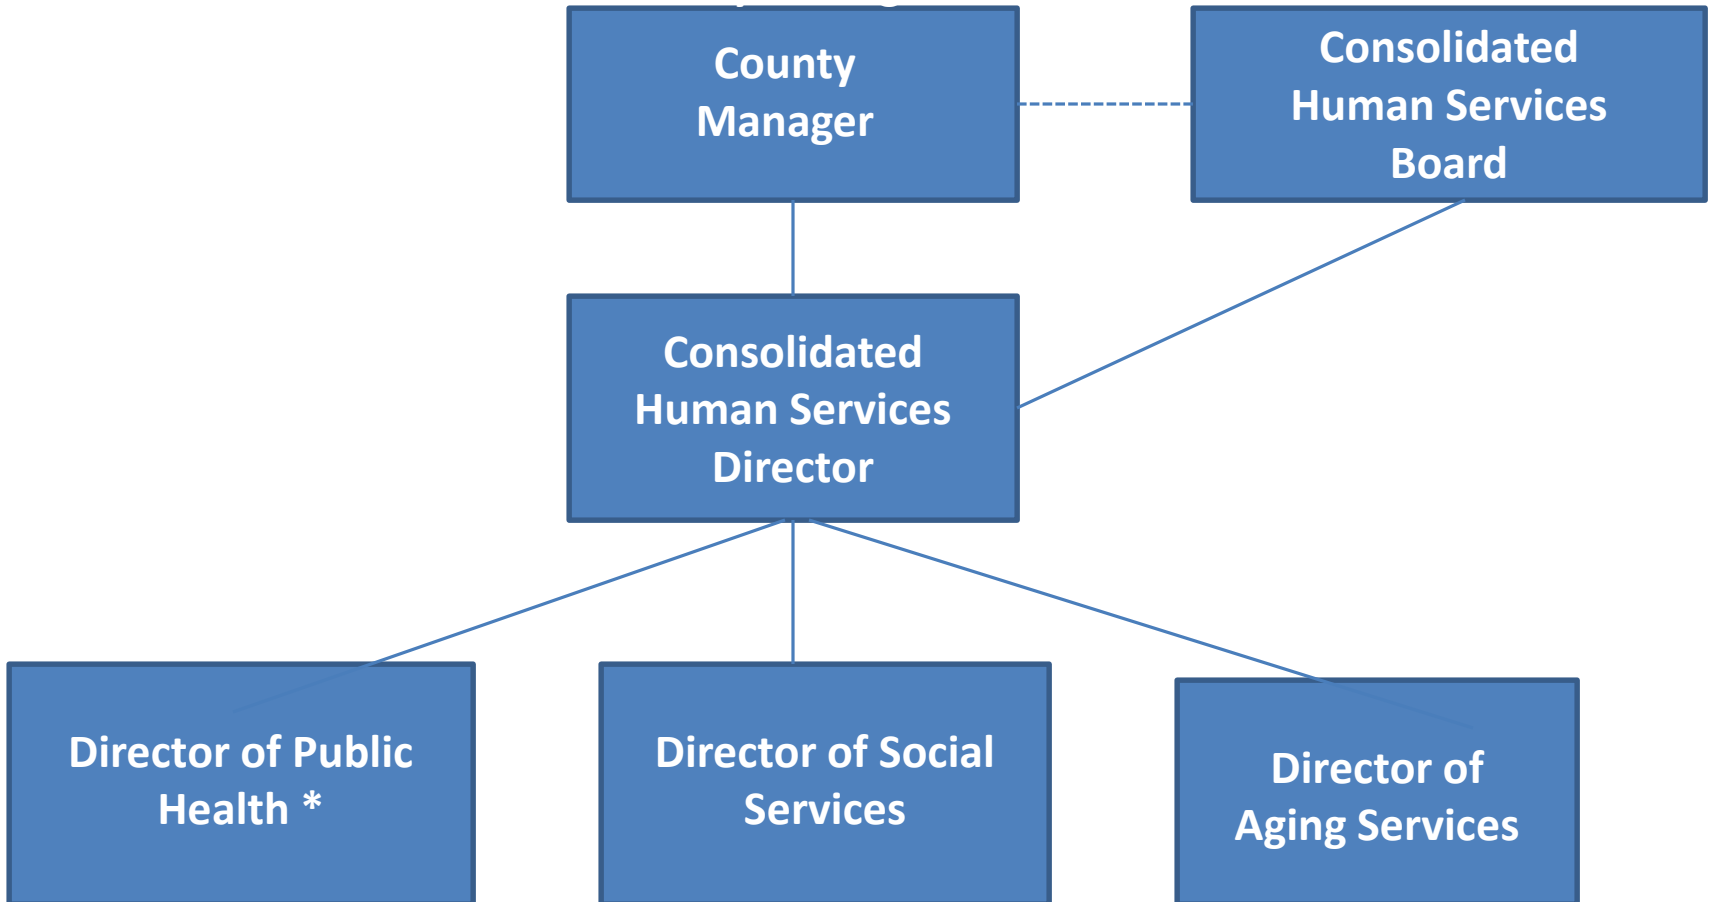 County
Manager
Consolidated
Human Services
Board
Consolidated
Human Services
Director
Director of Public
Health *
Director of Social
Services
Director of
Aging Services